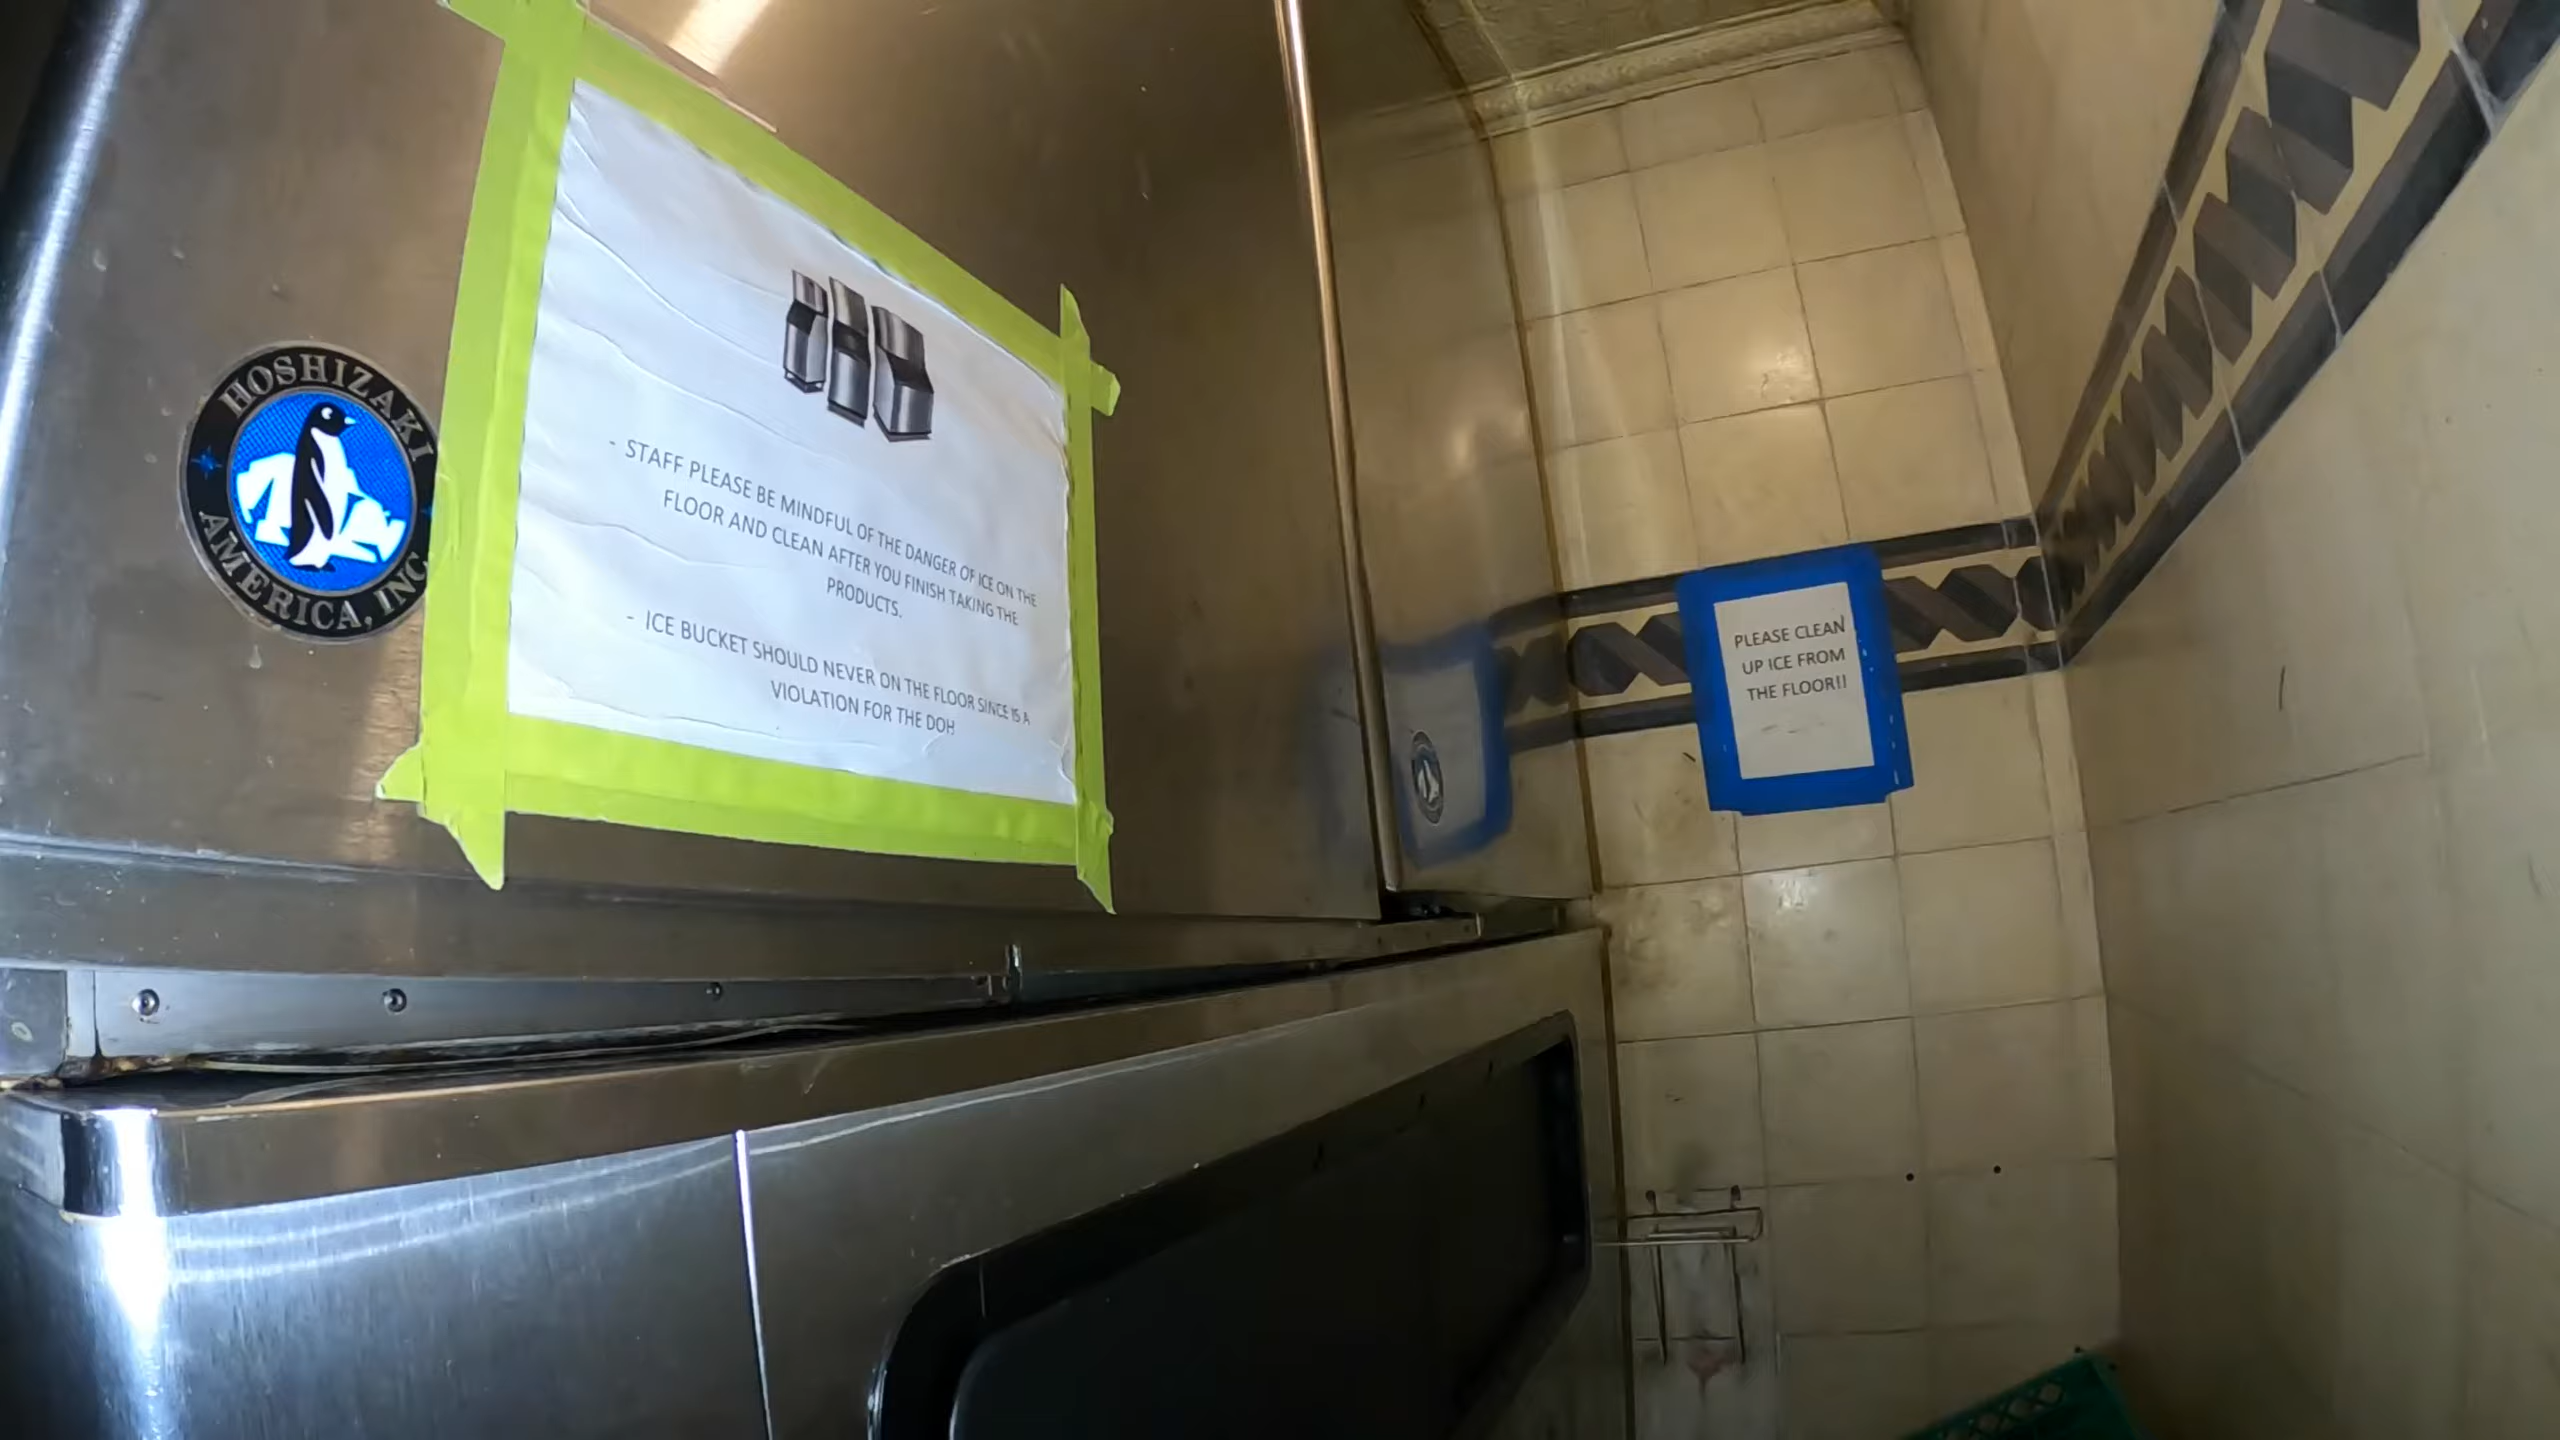 HOSHIZAKI
AMERICA, INC.
- STAFF PLEASE BE MINDFUL OF THE DANGER OF ICE ON THE
FLOOR AND CLEAN AFTER YOU FINISH TAKING THE
PRODUCTS.
- ICE BUCKET SHOULD NEVER ON THE FLOOR SINCE IS A
VIOLATION FOR THE DOH
PLEASE CLEAN
UP ICE FROM
THE FLOOR!!